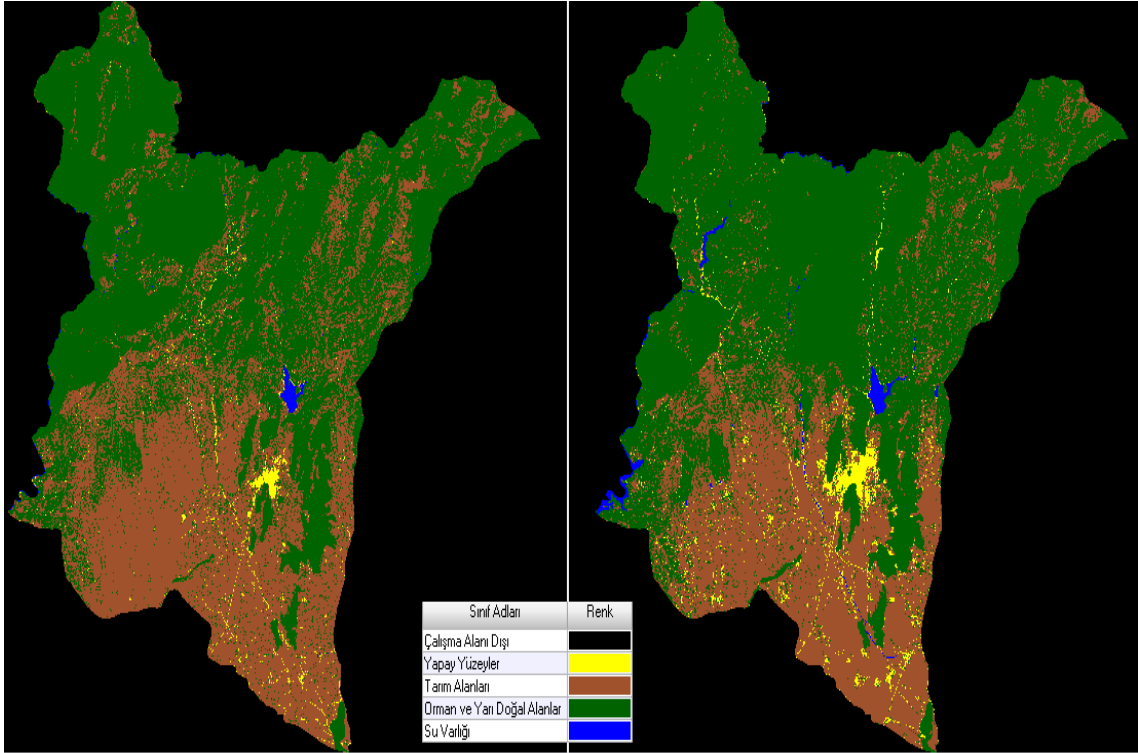 Sınıf Adları Renk
Çalışma Alanı Dışı
Yapay Yüzeyler
Tarım Alanları
Orman ve Yarı Doğal Alanlar
Su Varlığı